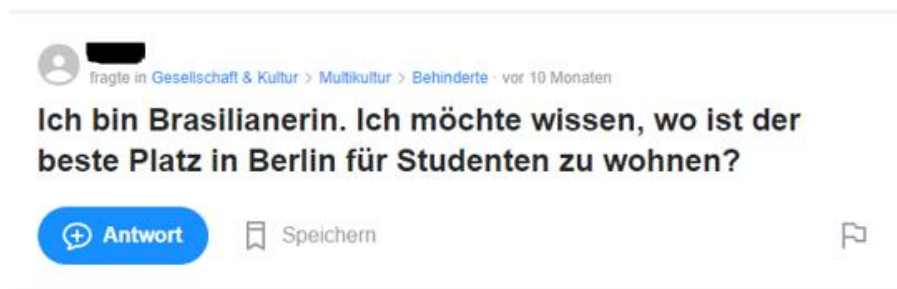 fragte in Gesellschaft & Kultur > Multikultur > Behinderte · vor 10 Monaten
Ich bin Brasilianerin. Ich möchte wissen, wo ist der
beste Platz in Berlin für Studenten zu wohnen?
Antwort Speichern